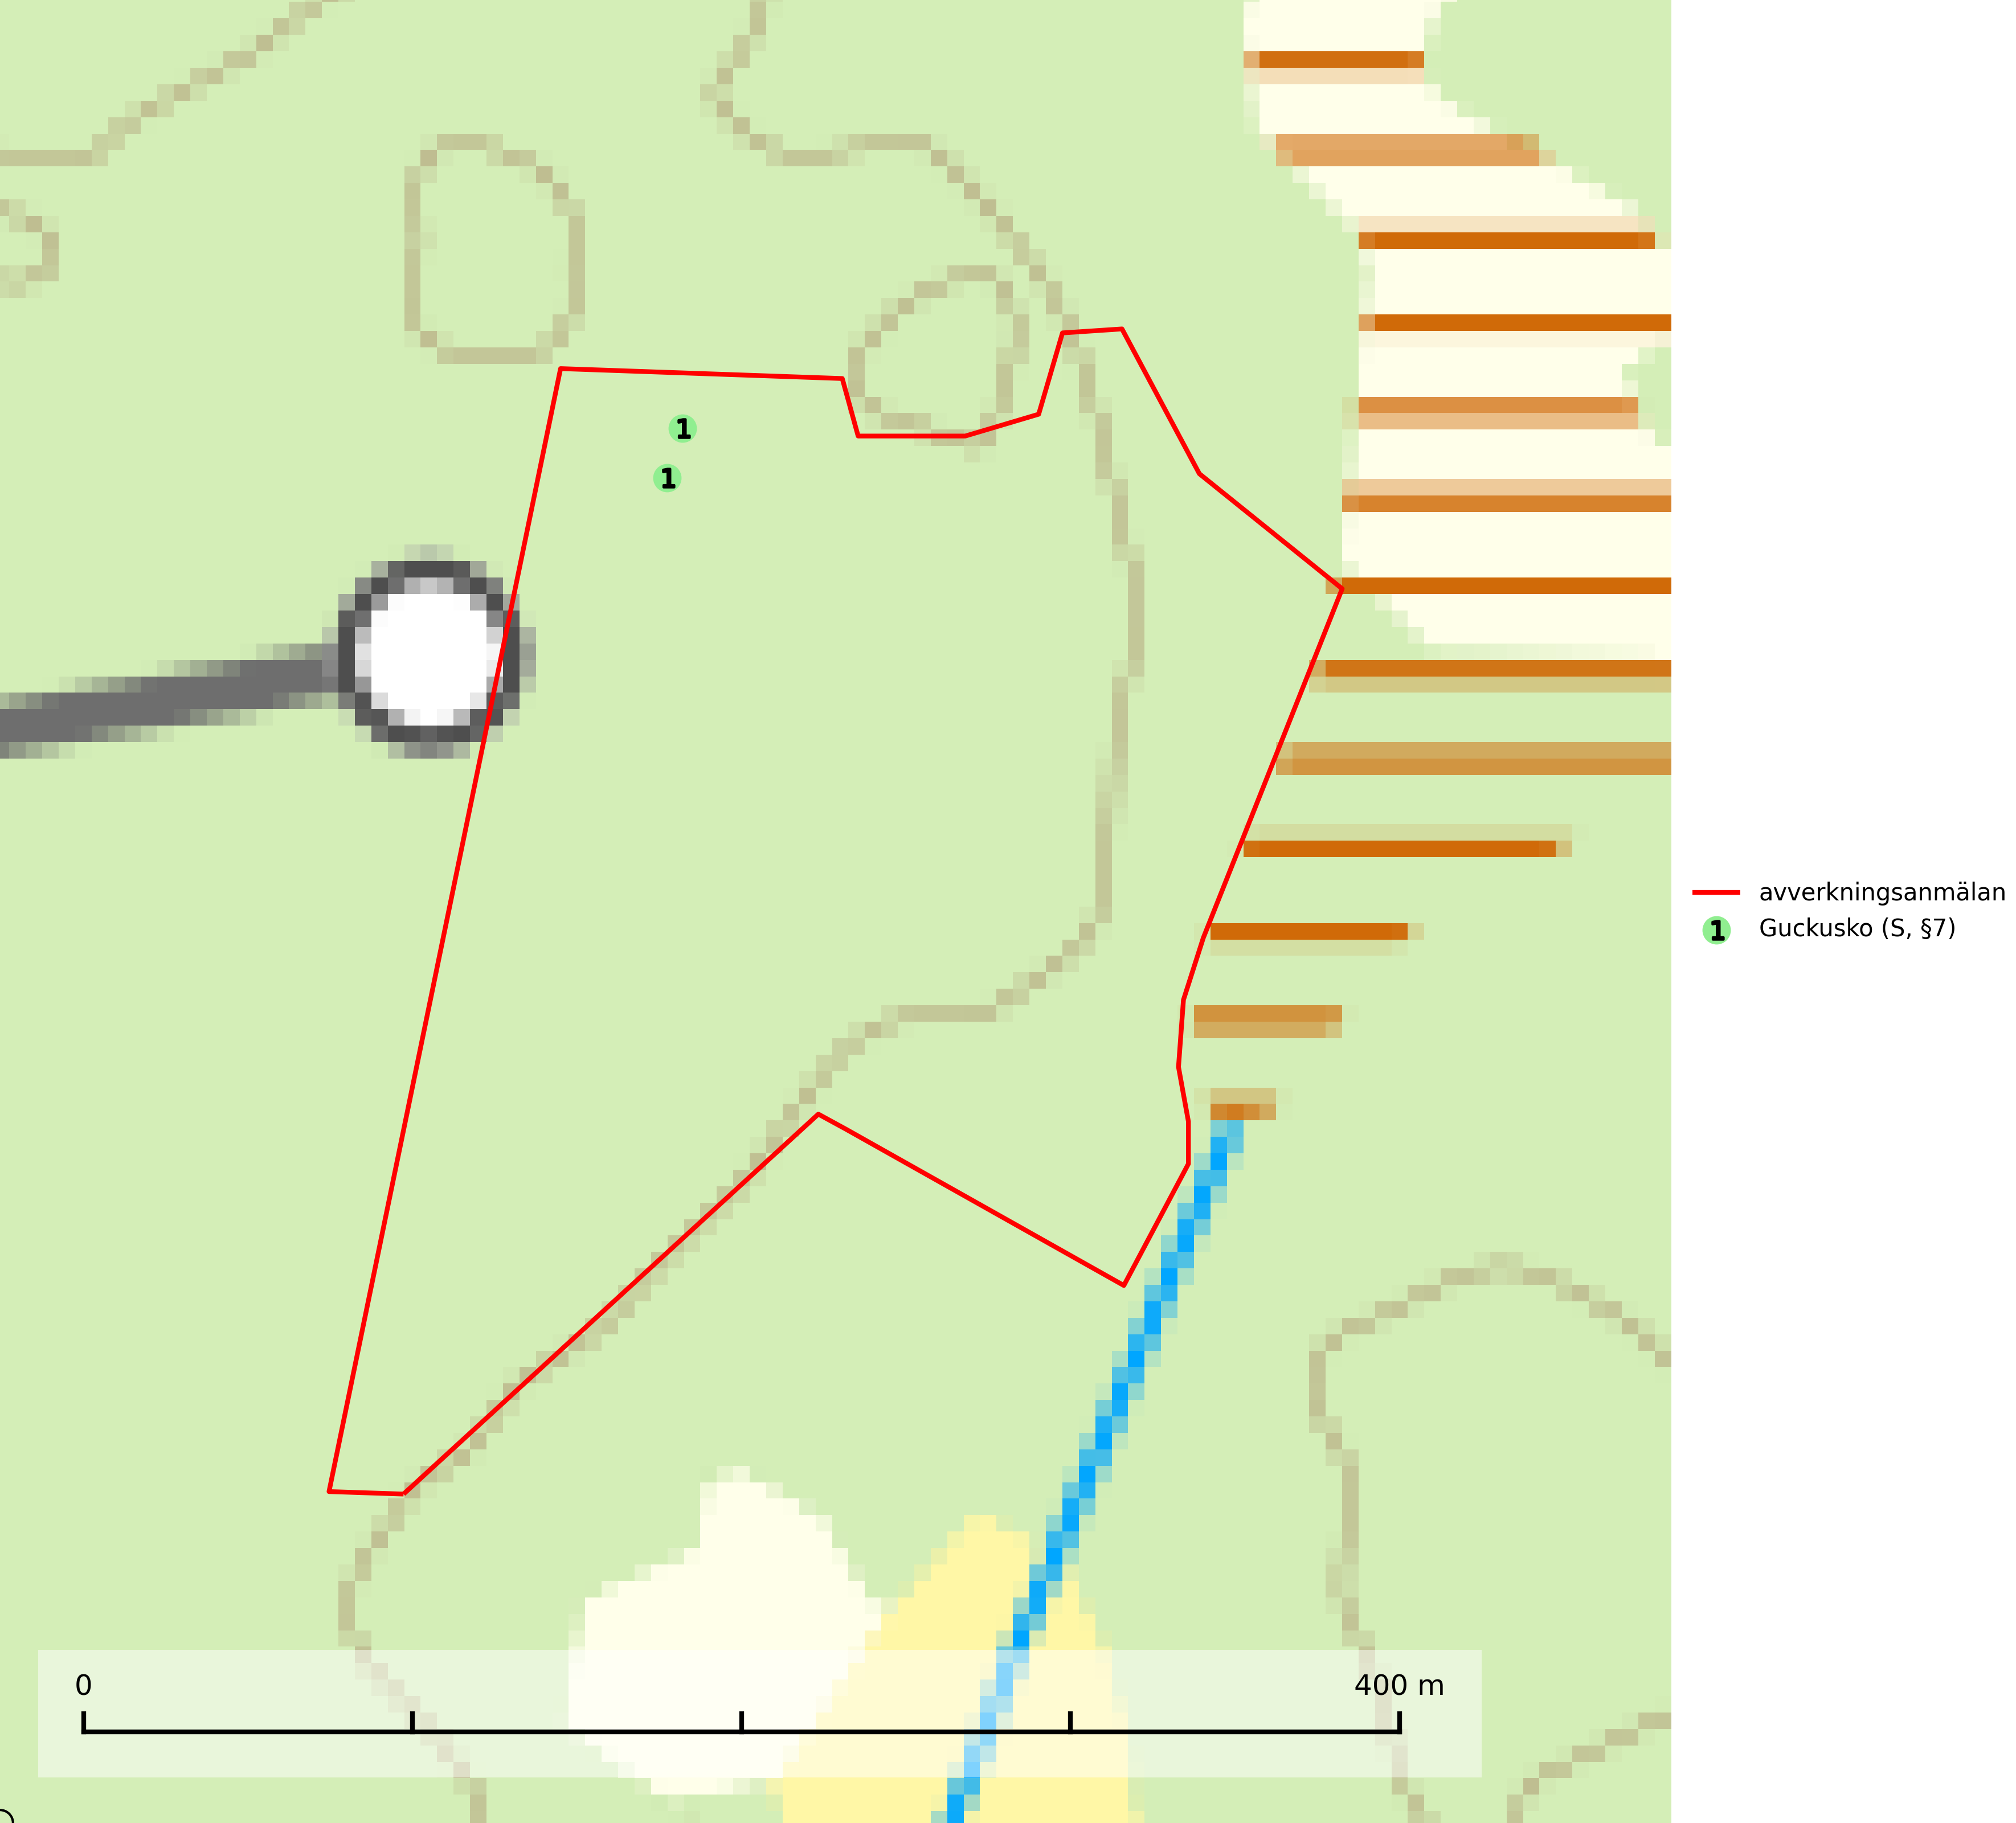 1
1
avverkningsanmälan
1 Guckusko (S, §7)
0 400 m